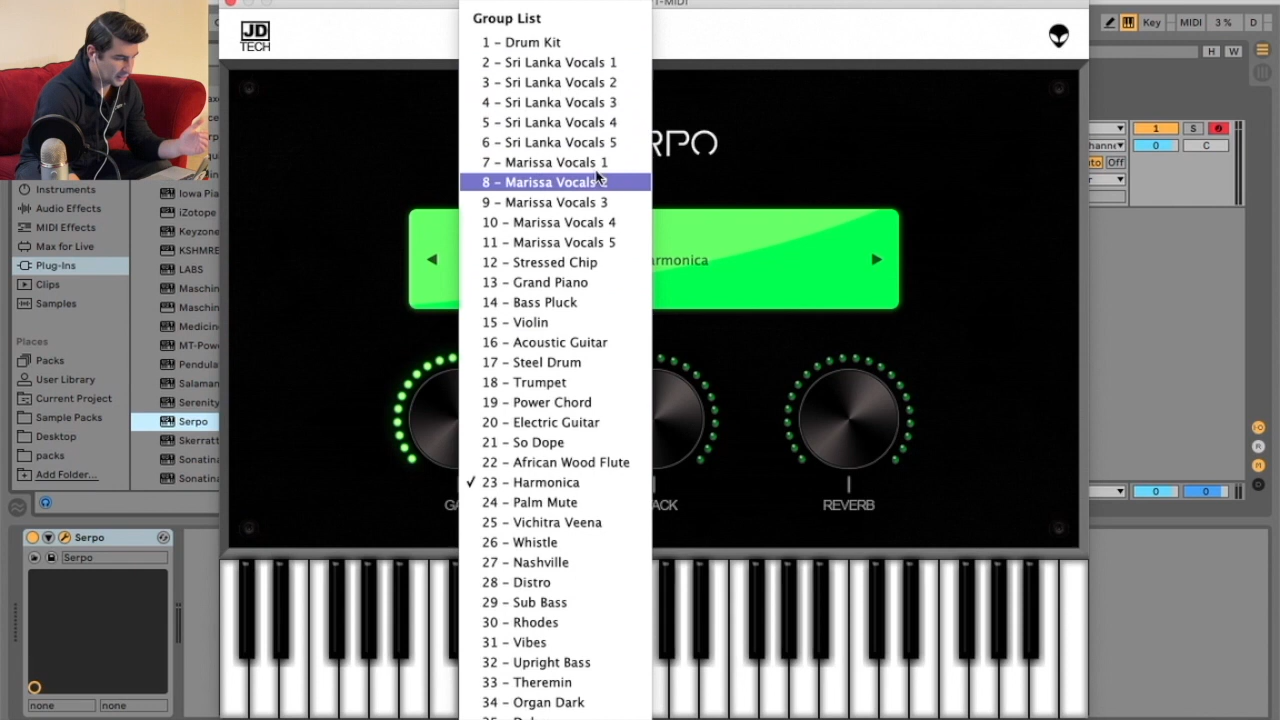 T-MIDI
JD
TECH
Key
MIDI
3 %
D
H
W
Group List
1 – Drum Kit
2 – Sri Lanka Vocals 1
3 – Sri Lanka Vocals 2
4 – Sri Lanka Vocals 3
5 – Sri Lanka Vocals 4
6 – Sri Lanka Vocals 5
7 – Marissa Vocals 1
8 – Marissa Vocals 2
9 – Marissa Vocals 3
10 – Marissa Vocals 4
11 – Marissa Vocals 5
12 – Stressed Chip
13 – Grand Piano
14 – Bass Pluck
15 – Violin
16 – Acoustic Guitar
17 – Steel Drum
18 – Trumpet
19 – Power Chord
20 – Electric Guitar
21 – So Dope
22 – African Wood Flute
✓ 23 – Harmonica
24 – Palm Mute
25 – Vichitra Veena
26 – Whistle
27 – Nashville
28 – Distro
29 – Sub Bass
30 – Rhodes
31 – Vibes
32 – Upright Bass
33 – Theremin
34 – Organ Dark
RPO
armonica
GA
ACK
REVERB
1
S
0
C
Off
0
0
Instruments
Audio Effects
MIDI Effects
Max for Live
Plug-Ins
Clips
Samples
Places
Packs
User Library
Current Project
Sample Packs
Desktop
packs
Add Folder...
Iowa Pia
iZotope
Keyzone
KSHMRE
LABS
Maschin
Maschin
Medicin
MT-Powe
Pendula
Salaman
Serenity
Serpo
Skerratt
Sonatina
Sonatina
Serpo
Serpo
none
none